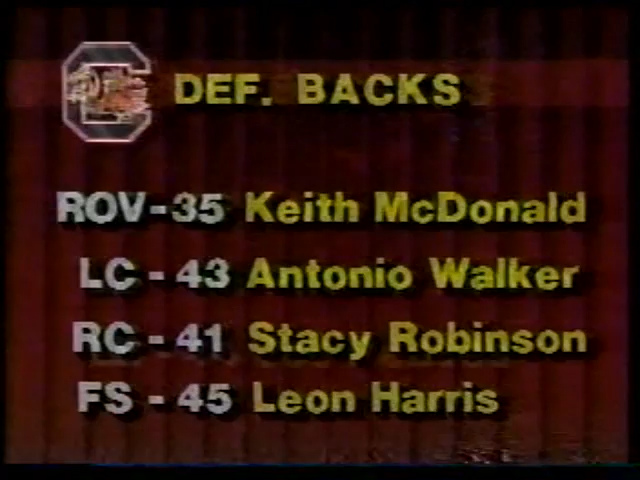 DEF. BACKS
ROV-35 Keith McDonald
LC - 43 Antonio Walker
RC - 41 Stacy Robinson
FS - 45 Leon Harris